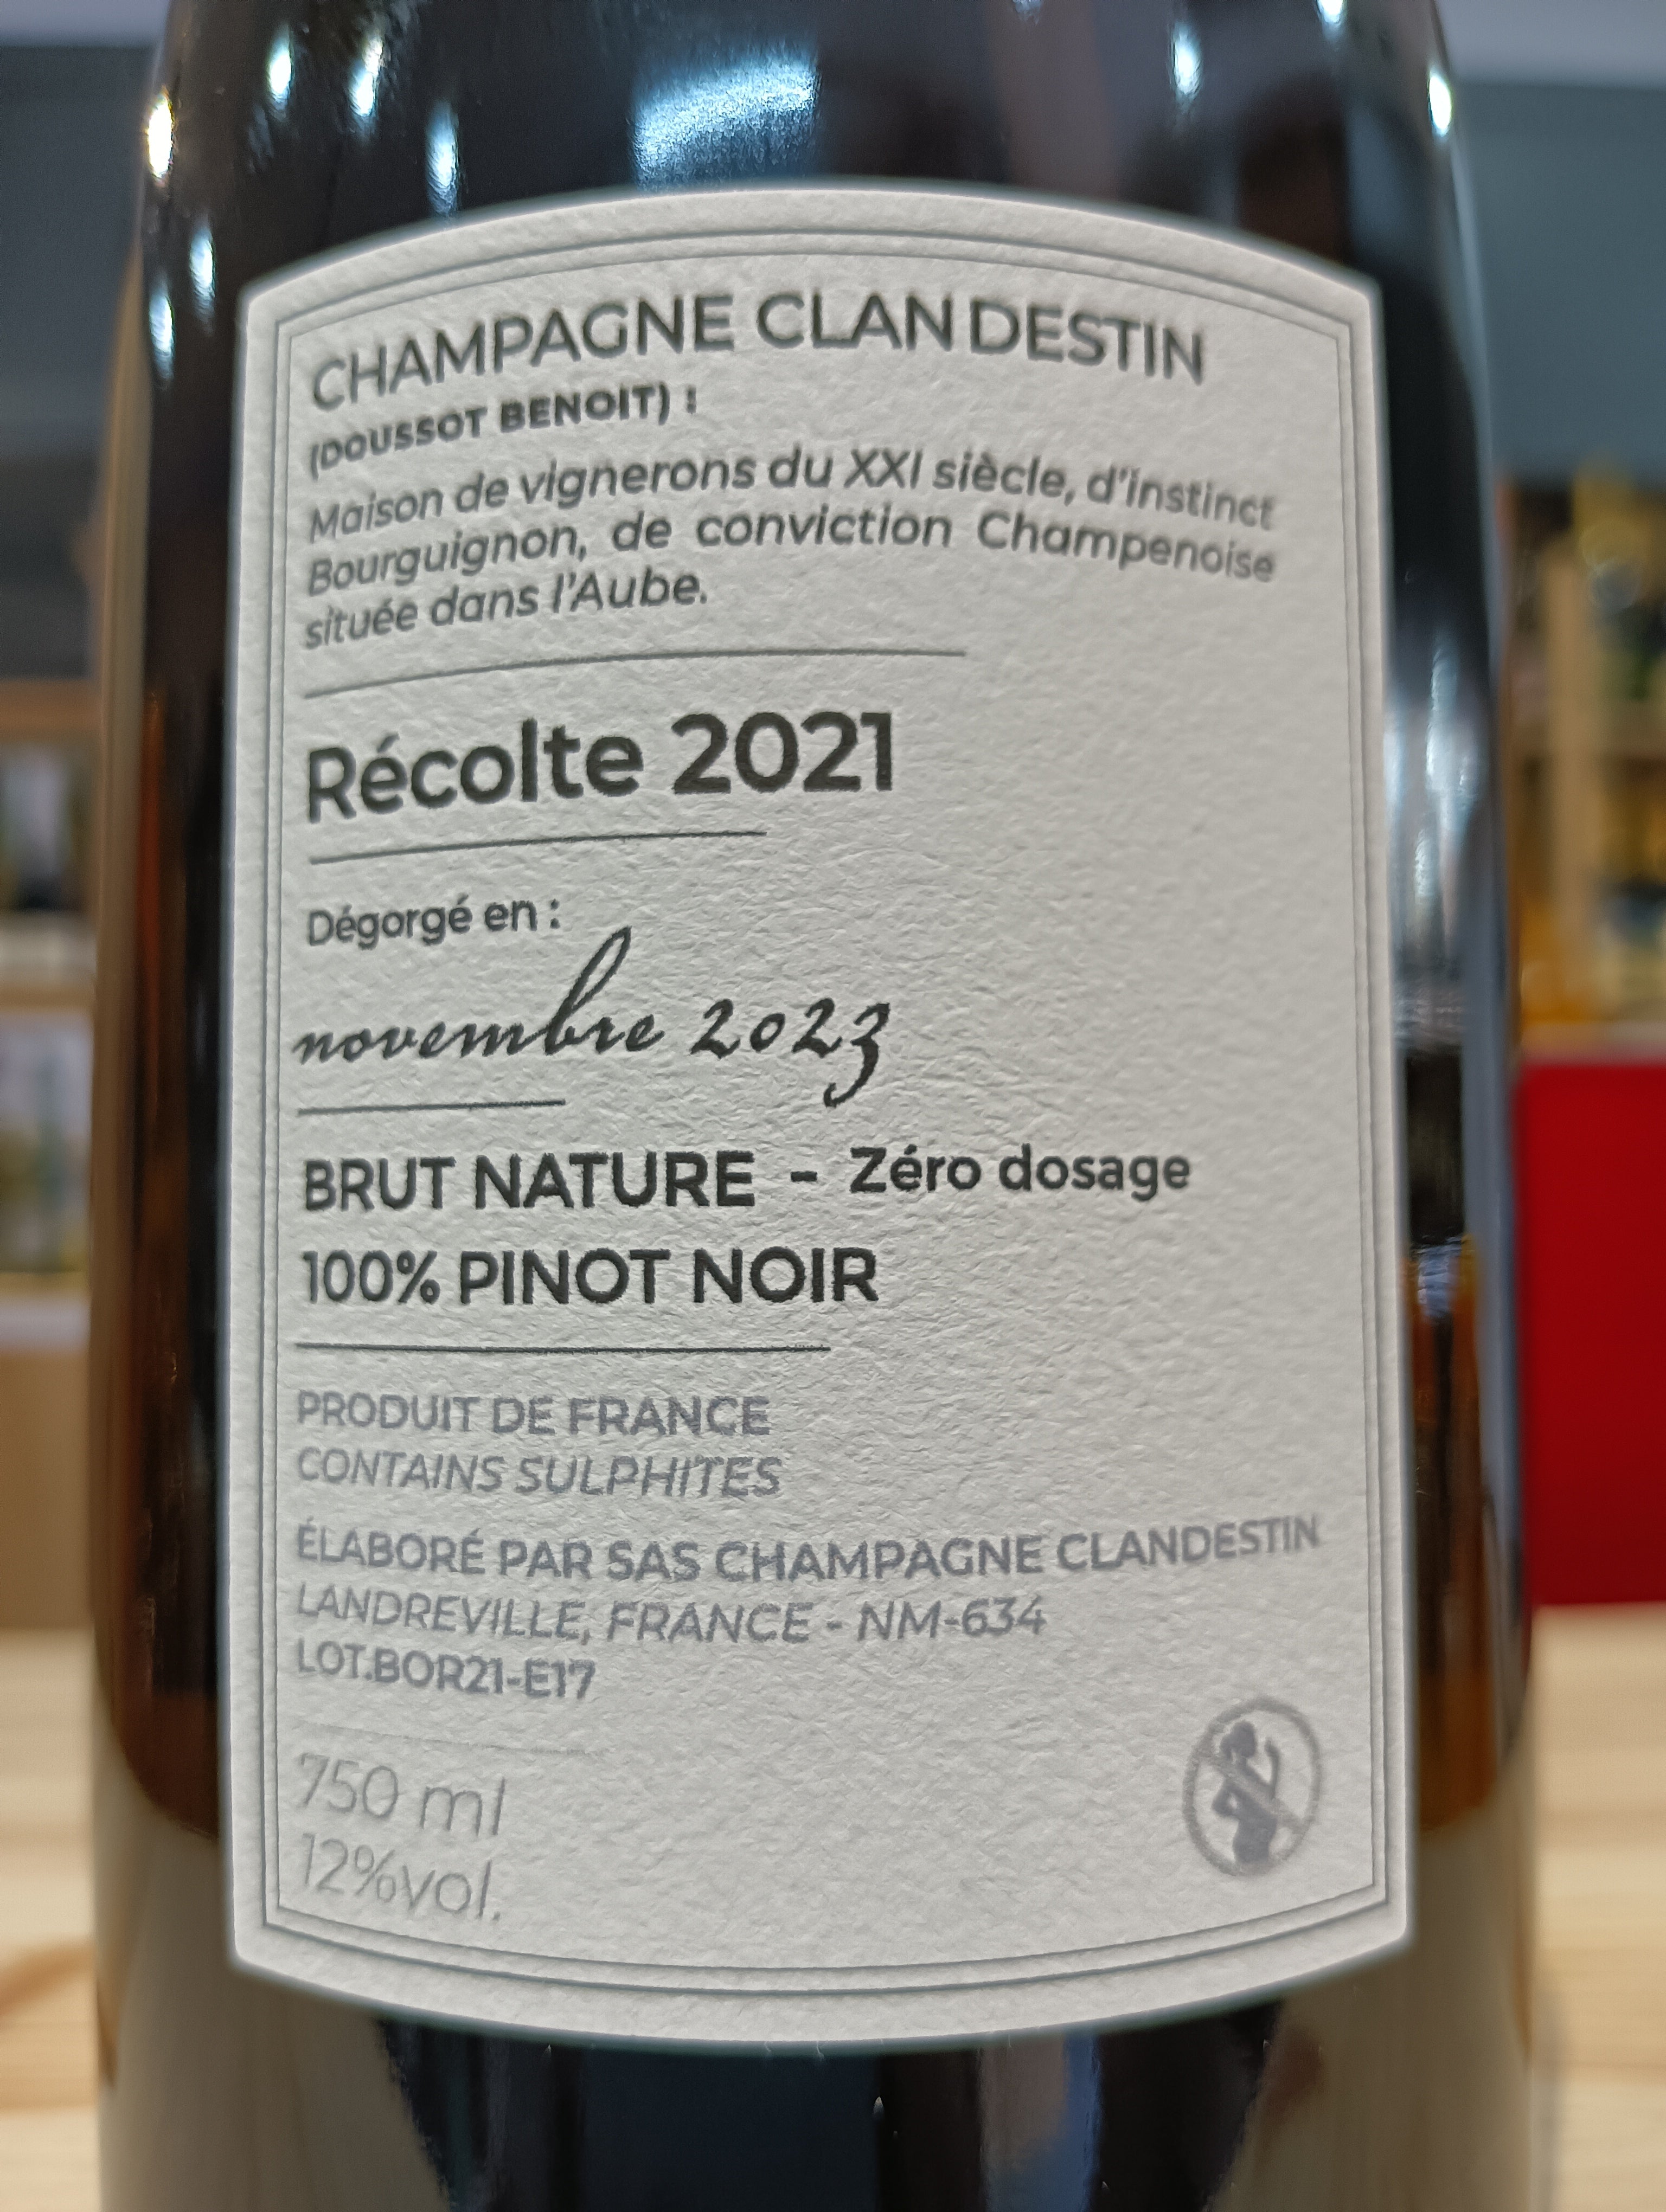 CHAMPAGNE CLANDESTIN
(DOUSSOT BENOIT) :
Maison de vignerons du XXI siècle, d'instinct
Bourguignon, de conviction Champenoise
située dans l'Aube.
Récolte 2021
Dégorgé en :
novembre 2023
BRUT NATURE - Zéro dosage
100% PINOT NOIR
PRODUIT DE FRANCE
CONTAINS SULPHITES
ÉLABORÉ PAR SAS CHAMPAGNE CLANDESTIN
LANDREVILLE, FRANCE - NM-634
LOT.BOR21-E17
750 ml
12%vol.